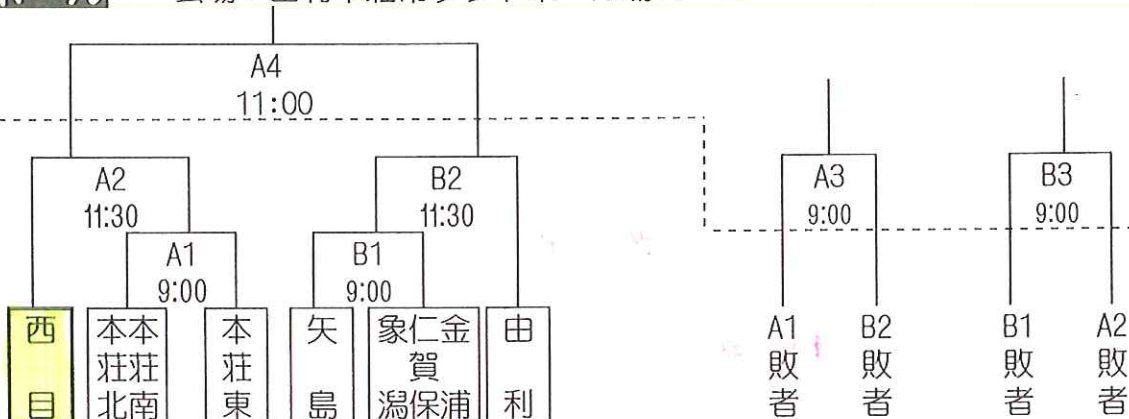 A4
11:00
A2
11:30
B2
11:30
A3
9:00
B3
9:00
A1
9:00
B1
9:00
西目
本荘北
本荘南
本荘東
矢島
象潟
仁賀保
金浦
由利
A1敗者
B2敗者
B1敗者
A2敗者